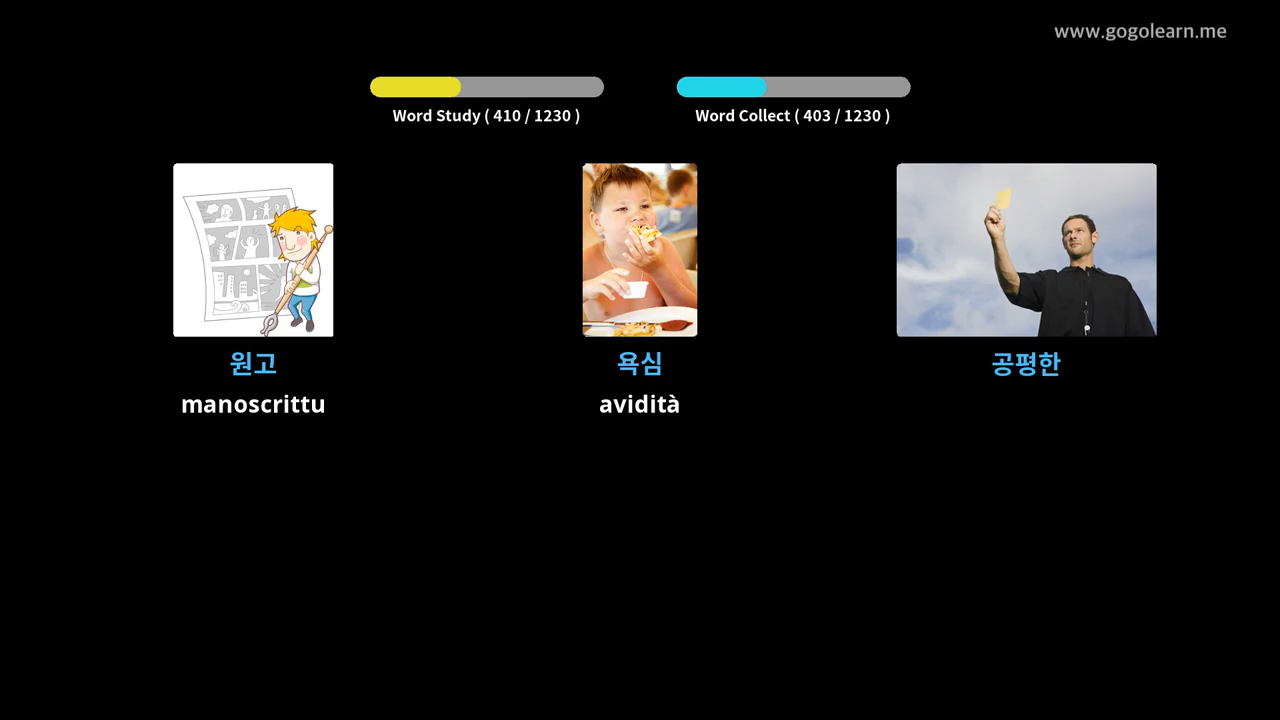 www.gogolearn.me
Word Study ( 410 / 1230 )
Word Collect ( 403 / 1230 )
원고
manoscrittu
욕심
avidità
공평한